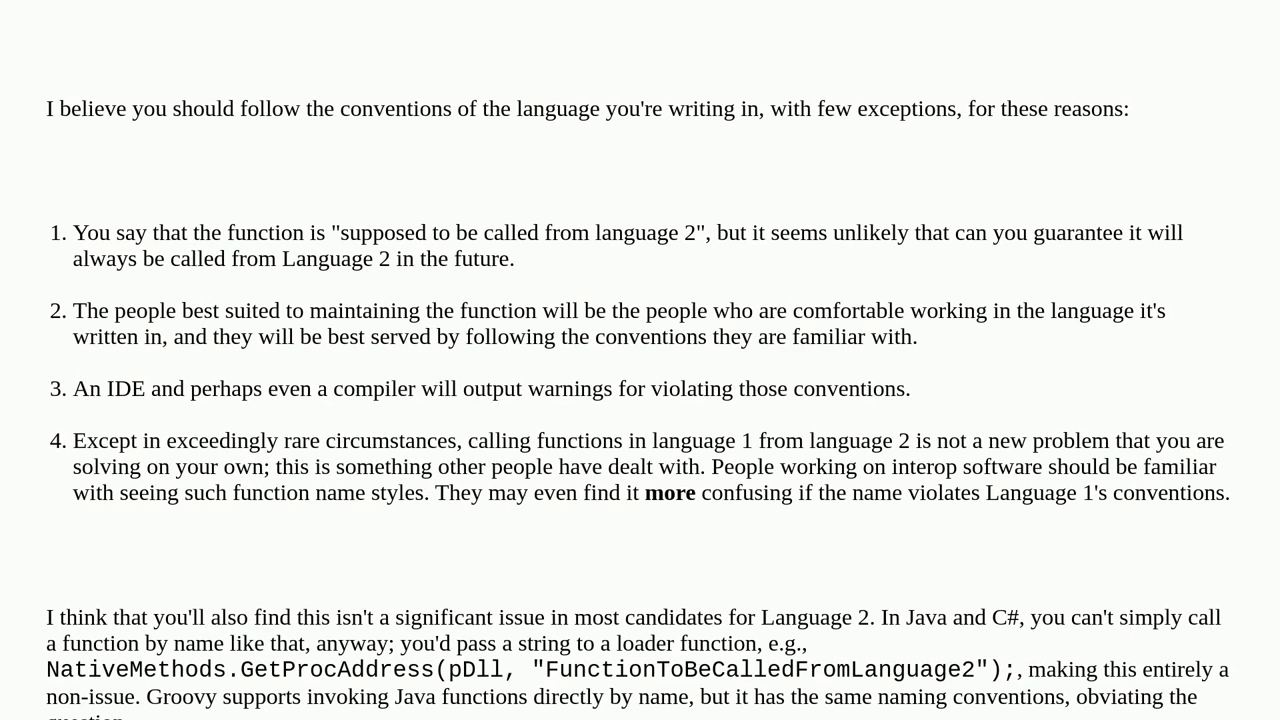 I believe you should follow the conventions of the language you're writing in, with few exceptions, for these reasons:
1. You say that the function is "supposed to be called from language 2", but it seems unlikely that can you guarantee it will
always be called from Language 2 in the future.
2. The people best suited to maintaining the function will be the people who are comfortable working in the language it's
written in, and they will be best served by following the conventions they are familiar with.
3. An IDE and perhaps even a compiler will output warnings for violating those conventions.
4. Except in exceedingly rare circumstances, calling functions in language 1 from language 2 is not a new problem that you are
solving on your own; this is something other people have dealt with. People working on interop software should be familiar
with seeing such function name styles. They may even find it more confusing if the name violates Language 1's conventions.
I think that you'll also find this isn't a significant issue in most candidates for Language 2. In Java and C#, you can't simply call
a function by name like that, anyway; you'd pass a string to a loader function, e.g.,
NativeMethods.GetProcAddress(pDll, "FunctionToBeCalledFromLanguage2");, making this entirely a
non-issue. Groovy supports invoking Java functions directly by name, but it has the same naming conventions, obviating the